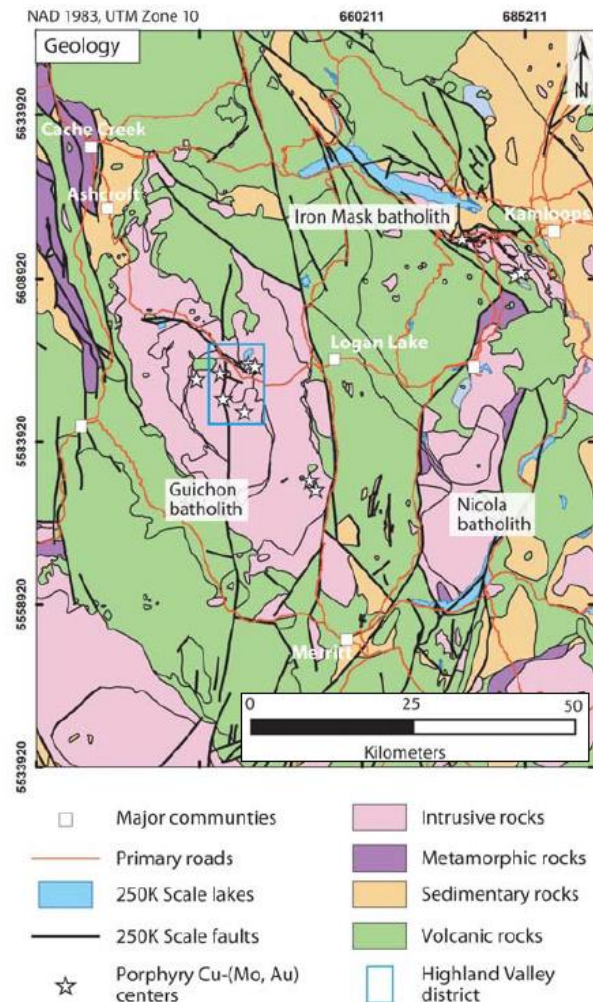 NAD 1983, UTM Zone 10
660211
685211
Geology
N
5633920
Cache Creek
Ashcroft
Iron Mask batholith
Kamloops
5608920
Logan Lake
5583920
Guichon
batholith
Nicola
batholith
5558920
Merritt
0
25
50
Kilometers
5533920
Major communties
Primary roads
250K Scale lakes
250K Scale faults
Porphyry Cu-(Mo, Au)
centers
Intrusive rocks
Metamorphic rocks
Sedimentary rocks
Volcanic rocks
Highland Valley
district